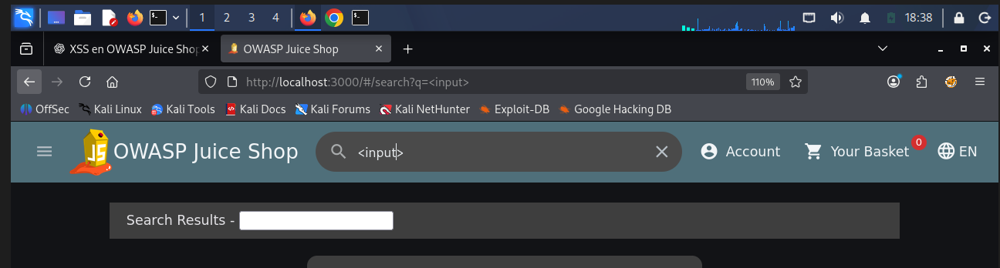 1 2 3 4 18:38
XSS en OWASP Juice Shop OWASP Juice Shop
http://localhost:3000/#/search?q=<input> 110%
OffSec Kali Linux Kali Tools Kali Docs Kali Forums Kali NetHunter Exploit-DB Google Hacking DB
JS OWASP Juice Shop <input> Account Your Basket 0 EN
Search Results -